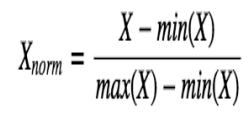 X_norm = (X − min(X)) / (max(X) − min(X))